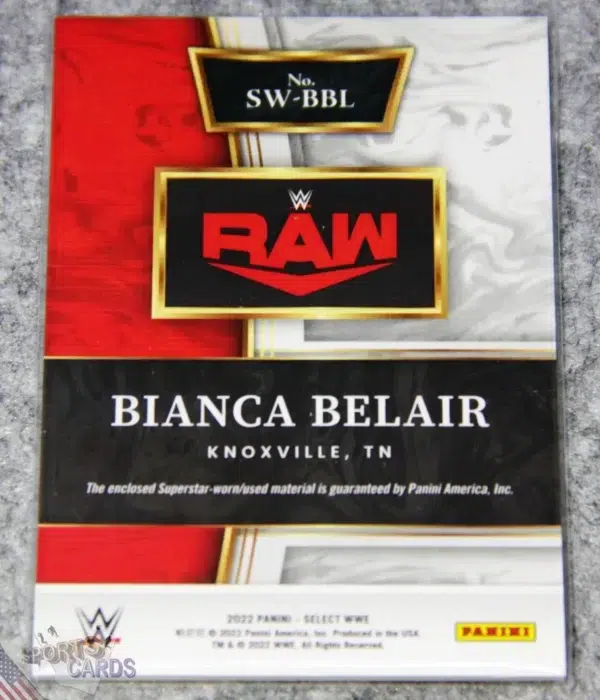 No.
SW-BBL
W
RAW
BIANCA BELAIR
KNOXVILLE, TN
The enclosed Superstar-worn/used material is guaranteed by Panini America, Inc.
2022 PANINI - SELECT WWE
© 2022 Panini America, Inc. Produced in the USA.
TM & © 2022 WWE. All Rights Reserved.
W
PANINI
SPORTS
CARDS